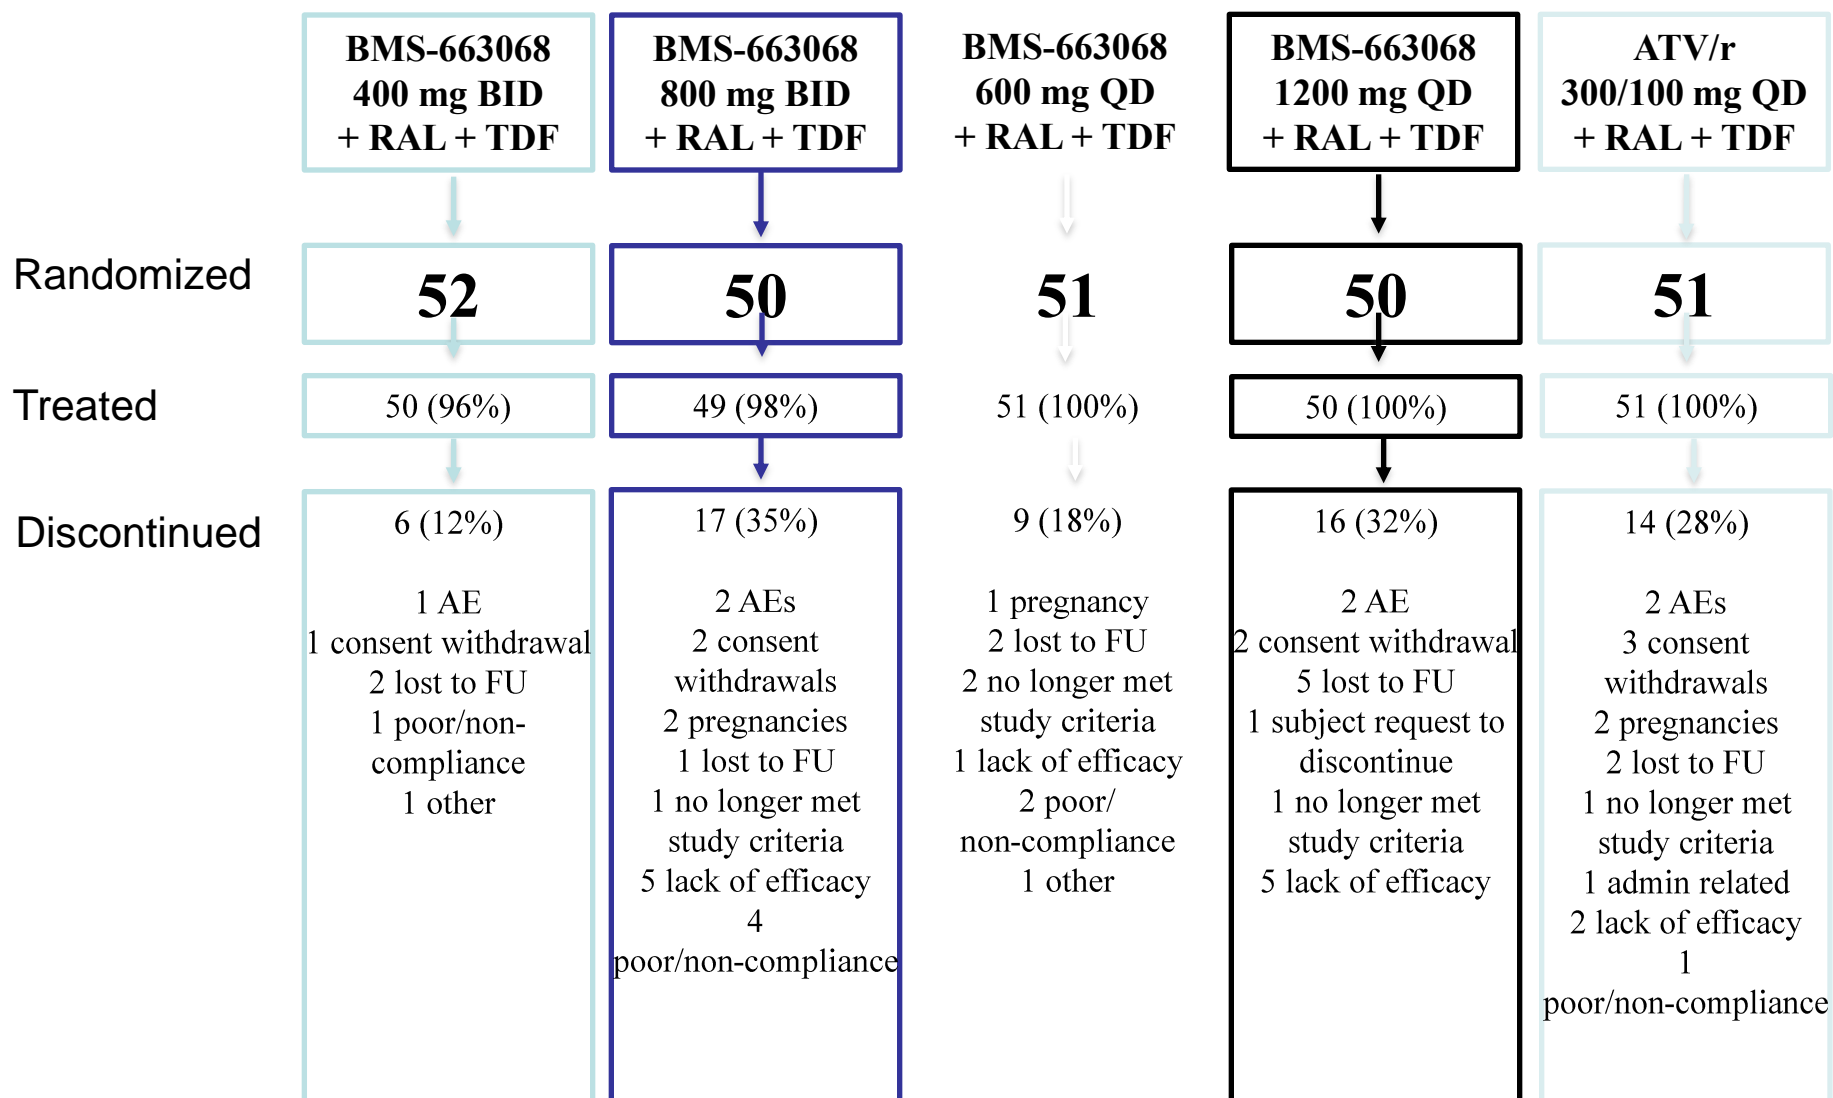 BMS-663068
400 mg BID
+ RAL + TDF
BMS-663068
800 mg BID
+ RAL + TDF
BMS-663068
600 mg QD
+ RAL + TDF
BMS-663068
1200 mg QD
+ RAL + TDF
ATV/r
300/100 mg QD
+ RAL + TDF
Randomized
52
50
51
50
51
Treated
50 (96%)
49 (98%)
51 (100%)
50 (100%)
51 (100%)
Discontinued
6 (12%)
1 AE
1 consent withdrawal
2 lost to FU
1 poor/non-
compliance
1 other
17 (35%)
2 AEs
2 consent
withdrawals
2 pregnancies
1 lost to FU
1 no longer met
study criteria
5 lack of efficacy
4
poor/non-compliance
9 (18%)
1 pregnancy
2 lost to FU
2 no longer met
study criteria
1 lack of efficacy
2 poor/
non-compliance
1 other
16 (32%)
2 AE
2 consent withdrawal
5 lost to FU
1 subject request to
discontinue
1 no longer met
study criteria
5 lack of efficacy
14 (28%)
2 AEs
3 consent
withdrawals
2 pregnancies
2 lost to FU
1 no longer met
study criteria
1 admin related
2 lack of efficacy
1
poor/non-compliance